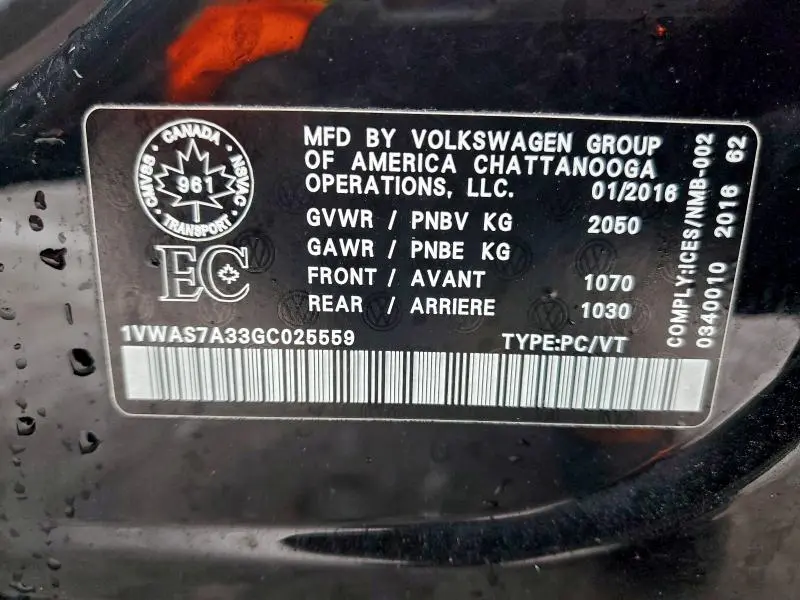 CANADA
CMVSS
NSVAC
961
TRANSPORT
EC
MFD BY VOLKSWAGEN GROUP
OF AMERICA CHATTANOOGA
OPERATIONS, LLC. 01/2016
GVWR / PNBV KG 2050
GAWR / PNBE KG
FRONT / AVANT 1070
REAR / ARRIERE 1030
1VWAS7A33GC025559 TYPE:PC/VT
COMPLY:ICES/NMB-002
0340010 2016 62